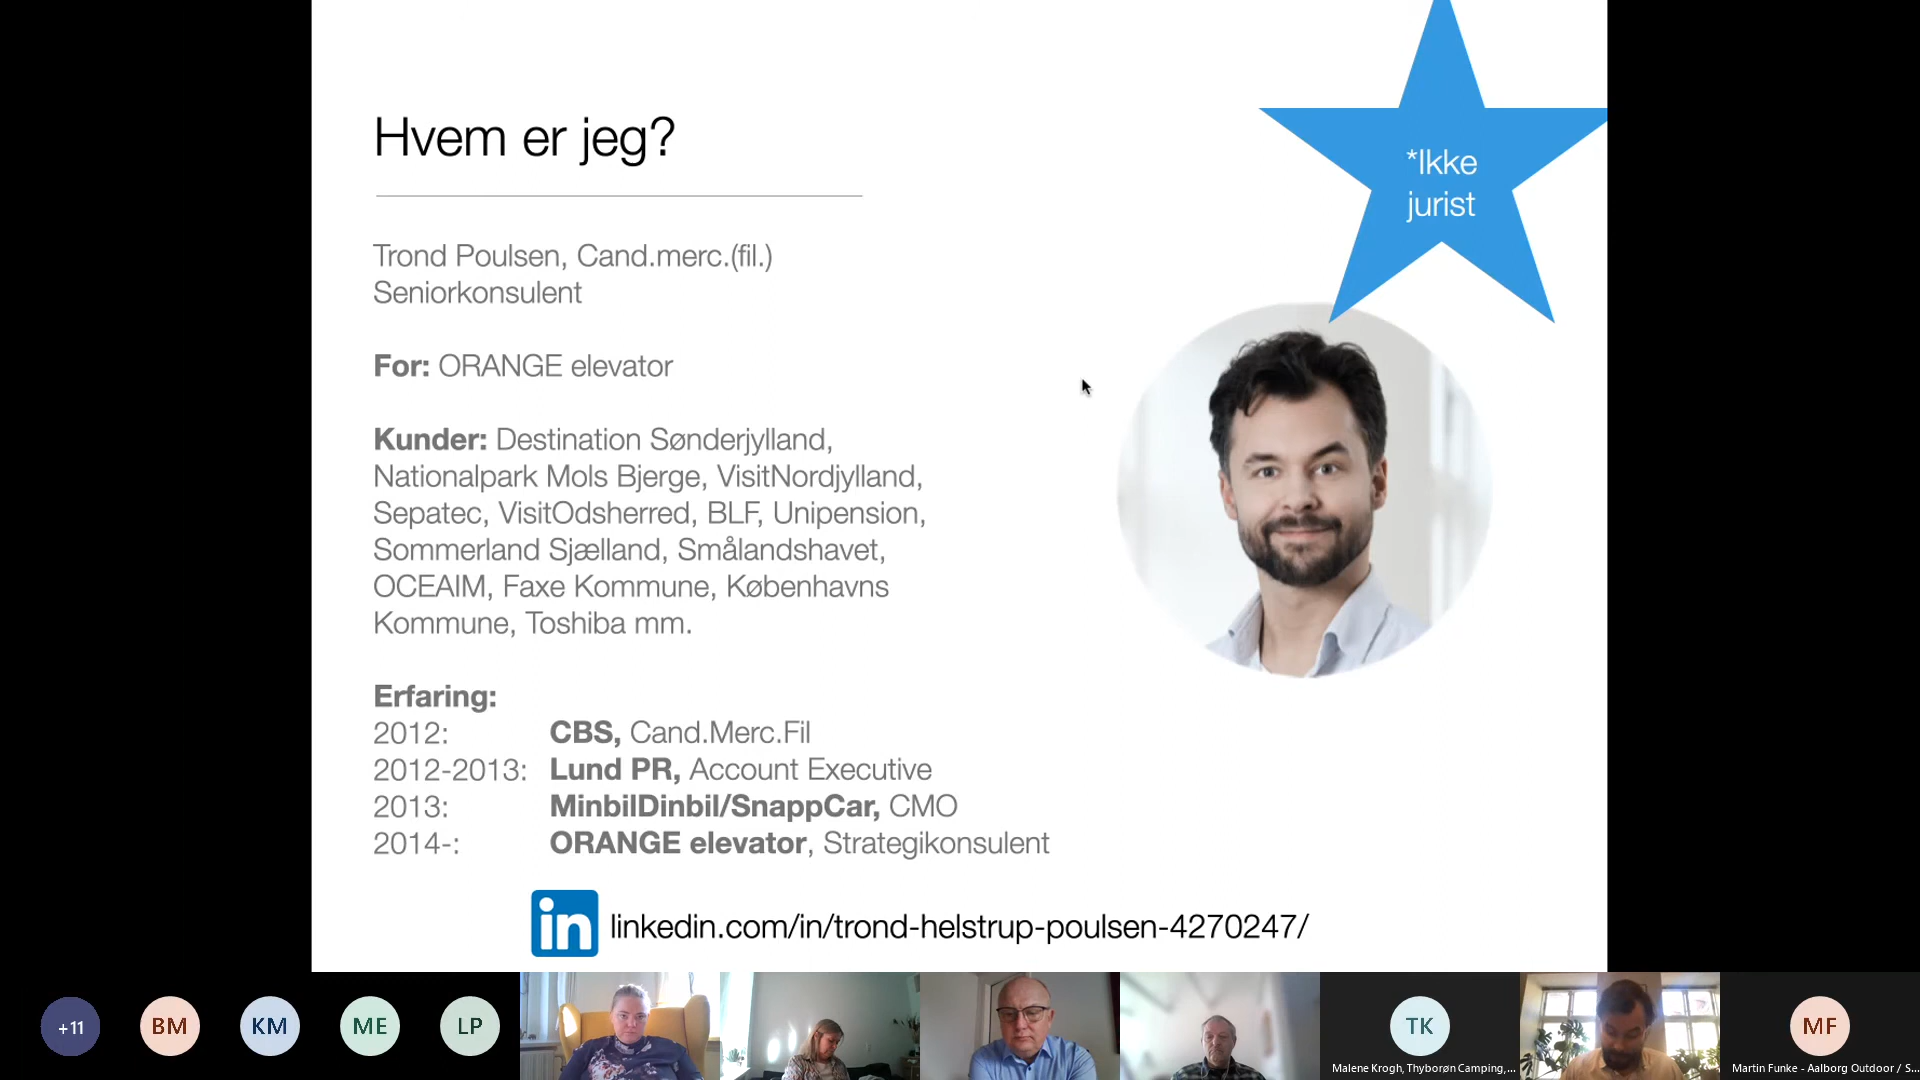 Hvem er jeg?
*Ikke
jurist
Trond Poulsen, Cand.merc.(fil.)
Seniorkonsulent
For: ORANGE elevator
Kunder: Destination Sønderjylland,
Nationalpark Mols Bjerge, VisitNordjylland,
Sepatec, VisitOdsherred, BLF, Unipension,
Sommerland Sjælland, Smålandshavet,
OCEAIM, Faxe Kommune, Københavns
Kommune, Toshiba mm.
Erfaring:
2012: CBS, Cand.Merc.Fil
2012-2013: Lund PR, Account Executive
2013: MinbilDinbil/SnappCar, CMO
2014-: ORANGE elevator, Strategikonsulent
in linkedin.com/in/trond-helstrup-poulsen-4270247/
+11
BM
KM
ME
LP
TK
Malene Krogh, Thyborøn Camping,...
MF
Martin Funke - Aalborg Outdoor / S...